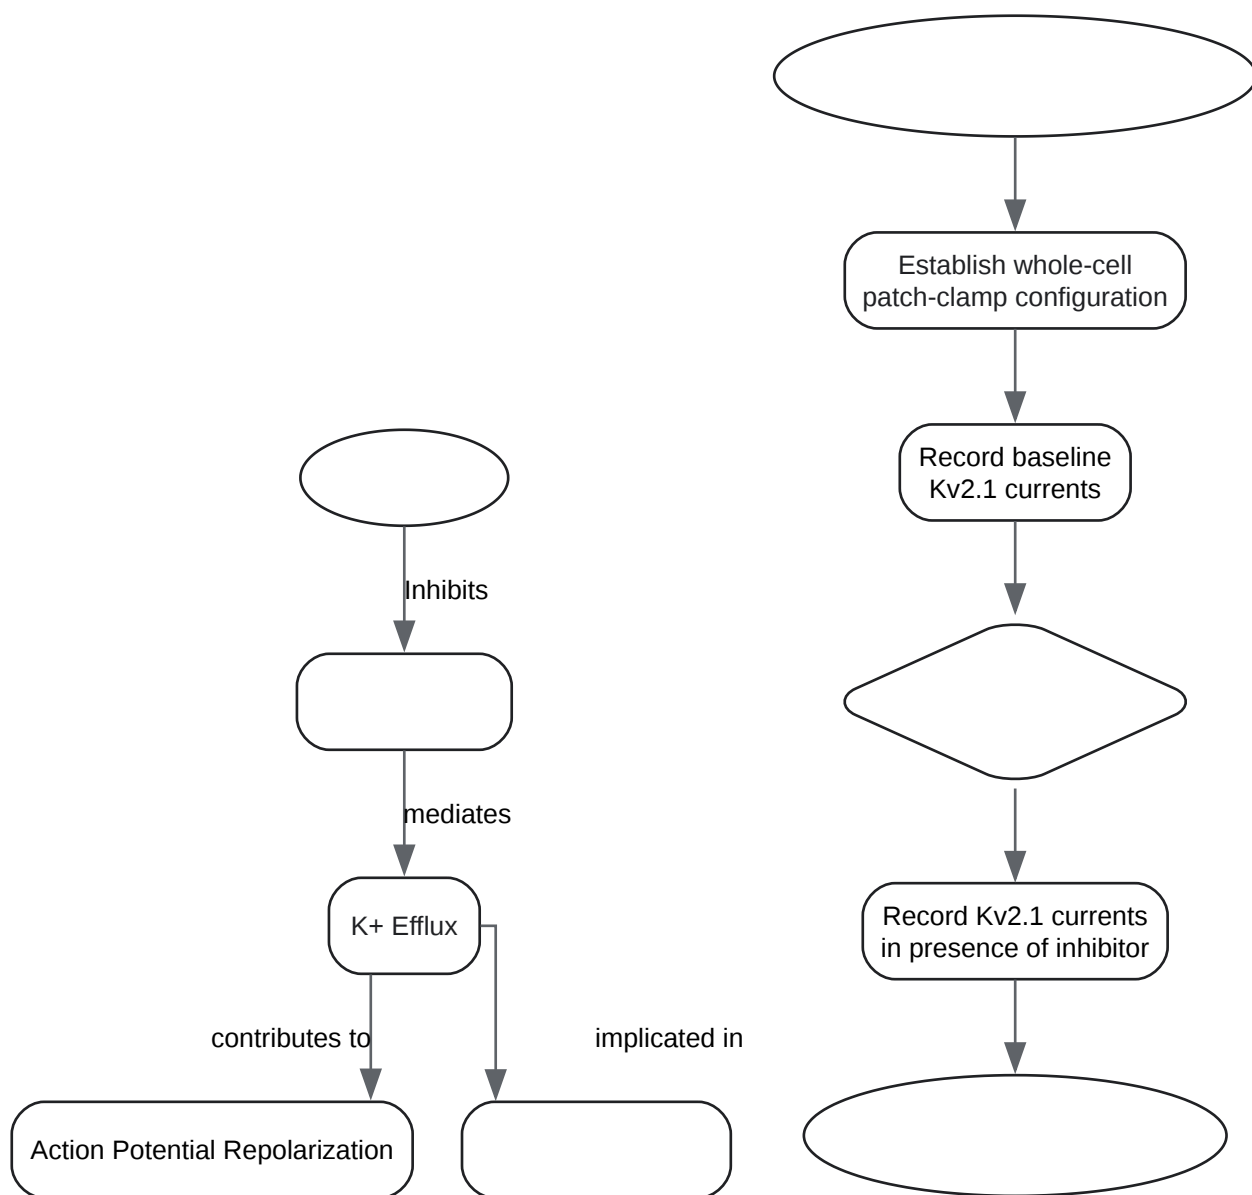 Establish whole-cell
patch-clamp configuration
Record baseline
Kv2.1 currents
Inhibits
mediates
K+ Efflux
Record Kv2.1 currents
in presence of inhibitor
contributes to
implicated in
Action Potential Repolarization